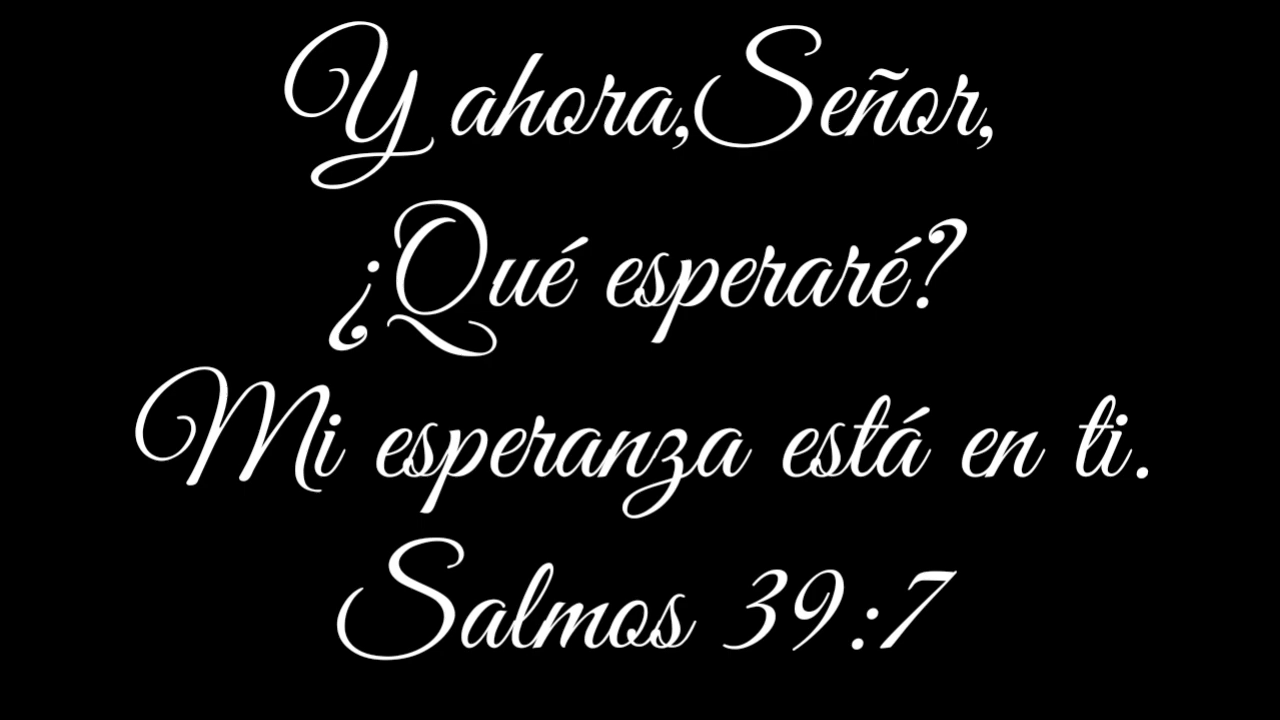 Y ahora,Señor,
¿Qué esperaré?
Mi esperanza está en ti.
Salmos 39:7